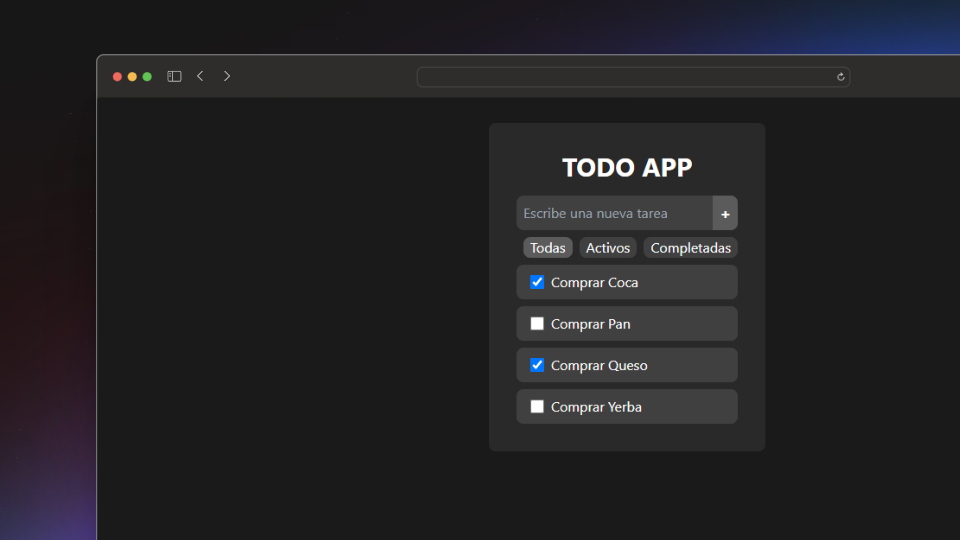 TODO APP
Escribe una nueva tarea +
Todas Activos Completadas
Comprar Coca
Comprar Pan
Comprar Queso
Comprar Yerba